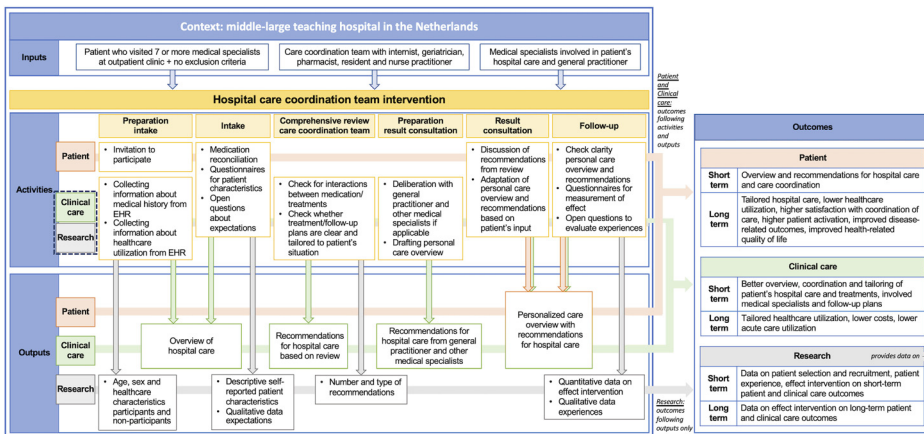 Context: middle-large teaching hospital in the Netherlands
Inputs
Patient who visited 7 or more medical specialists
at outpatient clinic + no exclusion criteria
Care coordination team with internist, geriatrician,
pharmacist, resident and nurse practitioner
Medical specialists involved in patient's
hospital care and general practitioner
Patient
and
Clinical
care:
outcomes
following
activities
and
outputs
Hospital care coordination team intervention
Activities
Patient
Clinical
care
Research
Preparation
intake
• Invitation to
participate
• Collecting
information about
medical history from
EHR
• Collecting
information about
healthcare
utilization from EHR
Intake
• Medication
reconciliation
• Questionnaires
for patient
characteristics
• Open
questions
about
expectations
Comprehensive review
care coordination team
• Check for interactions
between medication/
treatments
• Check whether
treatment/follow-up
plans are clear and
tailored to patient's
situation
Preparation
result consultation
• Deliberation with
general
practitioner and
other medical
specialists if
applicable
• Drafting personal
care overview
Result
consultation
• Discussion of
recommendations
from review
• Adaptation of
personal care
overview and
recommendations
based on
patient's input
Follow-up
• Check clarity
personal care
overview and
recommendations
• Questionnaires for
measurement of
effect
• Open questions to
evaluate experiences
Outputs
Patient
Clinical
care
Research
Overview of
hospital care
Recommendations
for hospital care
based on review
Recommendations for
hospital care from general
practitioner and other
medical specialists
Personalized care
overview with
recommendations
for hospital care
• Age, sex and
healthcare
characteristics
participants and
non-participants
• Descriptive self-
reported patient
characteristics
• Qualitative data
expectations
• Number and type of
recommendations
• Quantitative data on
effect intervention
• Qualitative data
experiences
Research:
outcomes
following
outputs only
Outcomes
Patient
Short
term
Overview and recommendations for hospital care
and care coordination
Long
term
Tailored hospital care, lower healthcare
utilization, higher satisfaction with coordination of
care, higher patient activation, improved disease-
related outcomes, improved health-related
quality of life
Clinical care
Short
term
Better overview, coordination and tailoring of
patient's hospital care and treatments, involved
medical specialists and follow-up plans
Long
term
Tailored healthcare utilization, lower costs, lower
acute care utilization
Research
provides data on
Short
term
Data on patient selection and recruitment, patient
experience, effect intervention on short-term
patient and clinical care outcomes
Long
term
Data on effect intervention on long-term patient
and clinical care outcomes